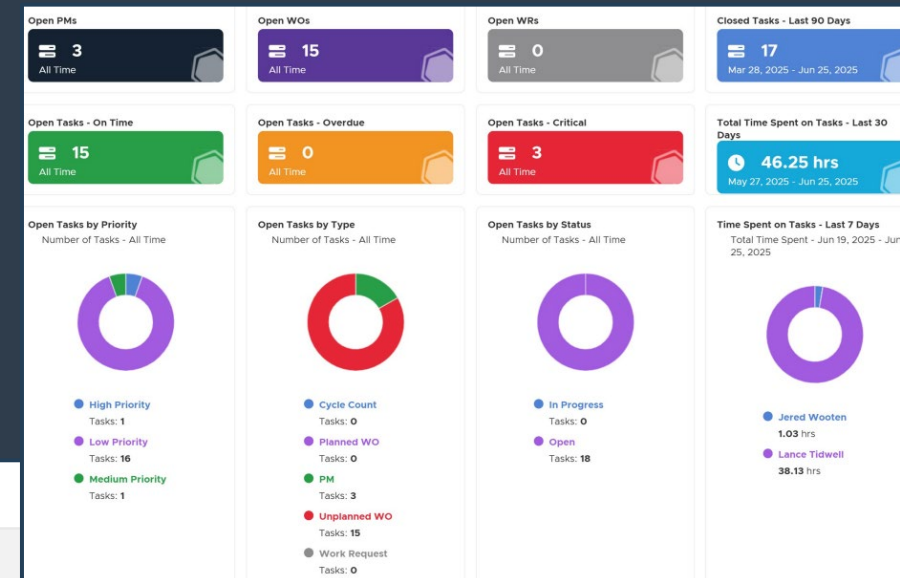 Open PMs
3
All Time
Open WOs
15
All Time
Open WRs
0
All Time
Closed Tasks - Last 90 Days
17
Mar 28, 2025 - Jun 25, 2025
Open Tasks - On Time
15
All Time
Open Tasks - Overdue
0
All Time
Open Tasks - Critical
3
All Time
Total Time Spent on Tasks - Last 30
Days
46.25 hrs
May 27, 2025 - Jun 25, 2025
Open Tasks by Priority
Number of Tasks - All Time
High Priority
Tasks: 1
Low Priority
Tasks: 16
Medium Priority
Tasks: 1
Open Tasks by Type
Number of Tasks - All Time
Cycle Count
Tasks: 0
Planned WO
Tasks: 0
PM
Tasks: 3
Unplanned WO
Tasks: 15
Work Request
Tasks: 0
Open Tasks by Status
Number of Tasks - All Time
In Progress
Tasks: 0
Open
Tasks: 18
Time Spent on Tasks - Last 7 Days
Total Time Spent - Jun 19, 2025 - Jun
25, 2025
Jered Wooten
1.03 hrs
Lance Tidwell
38.13 hrs